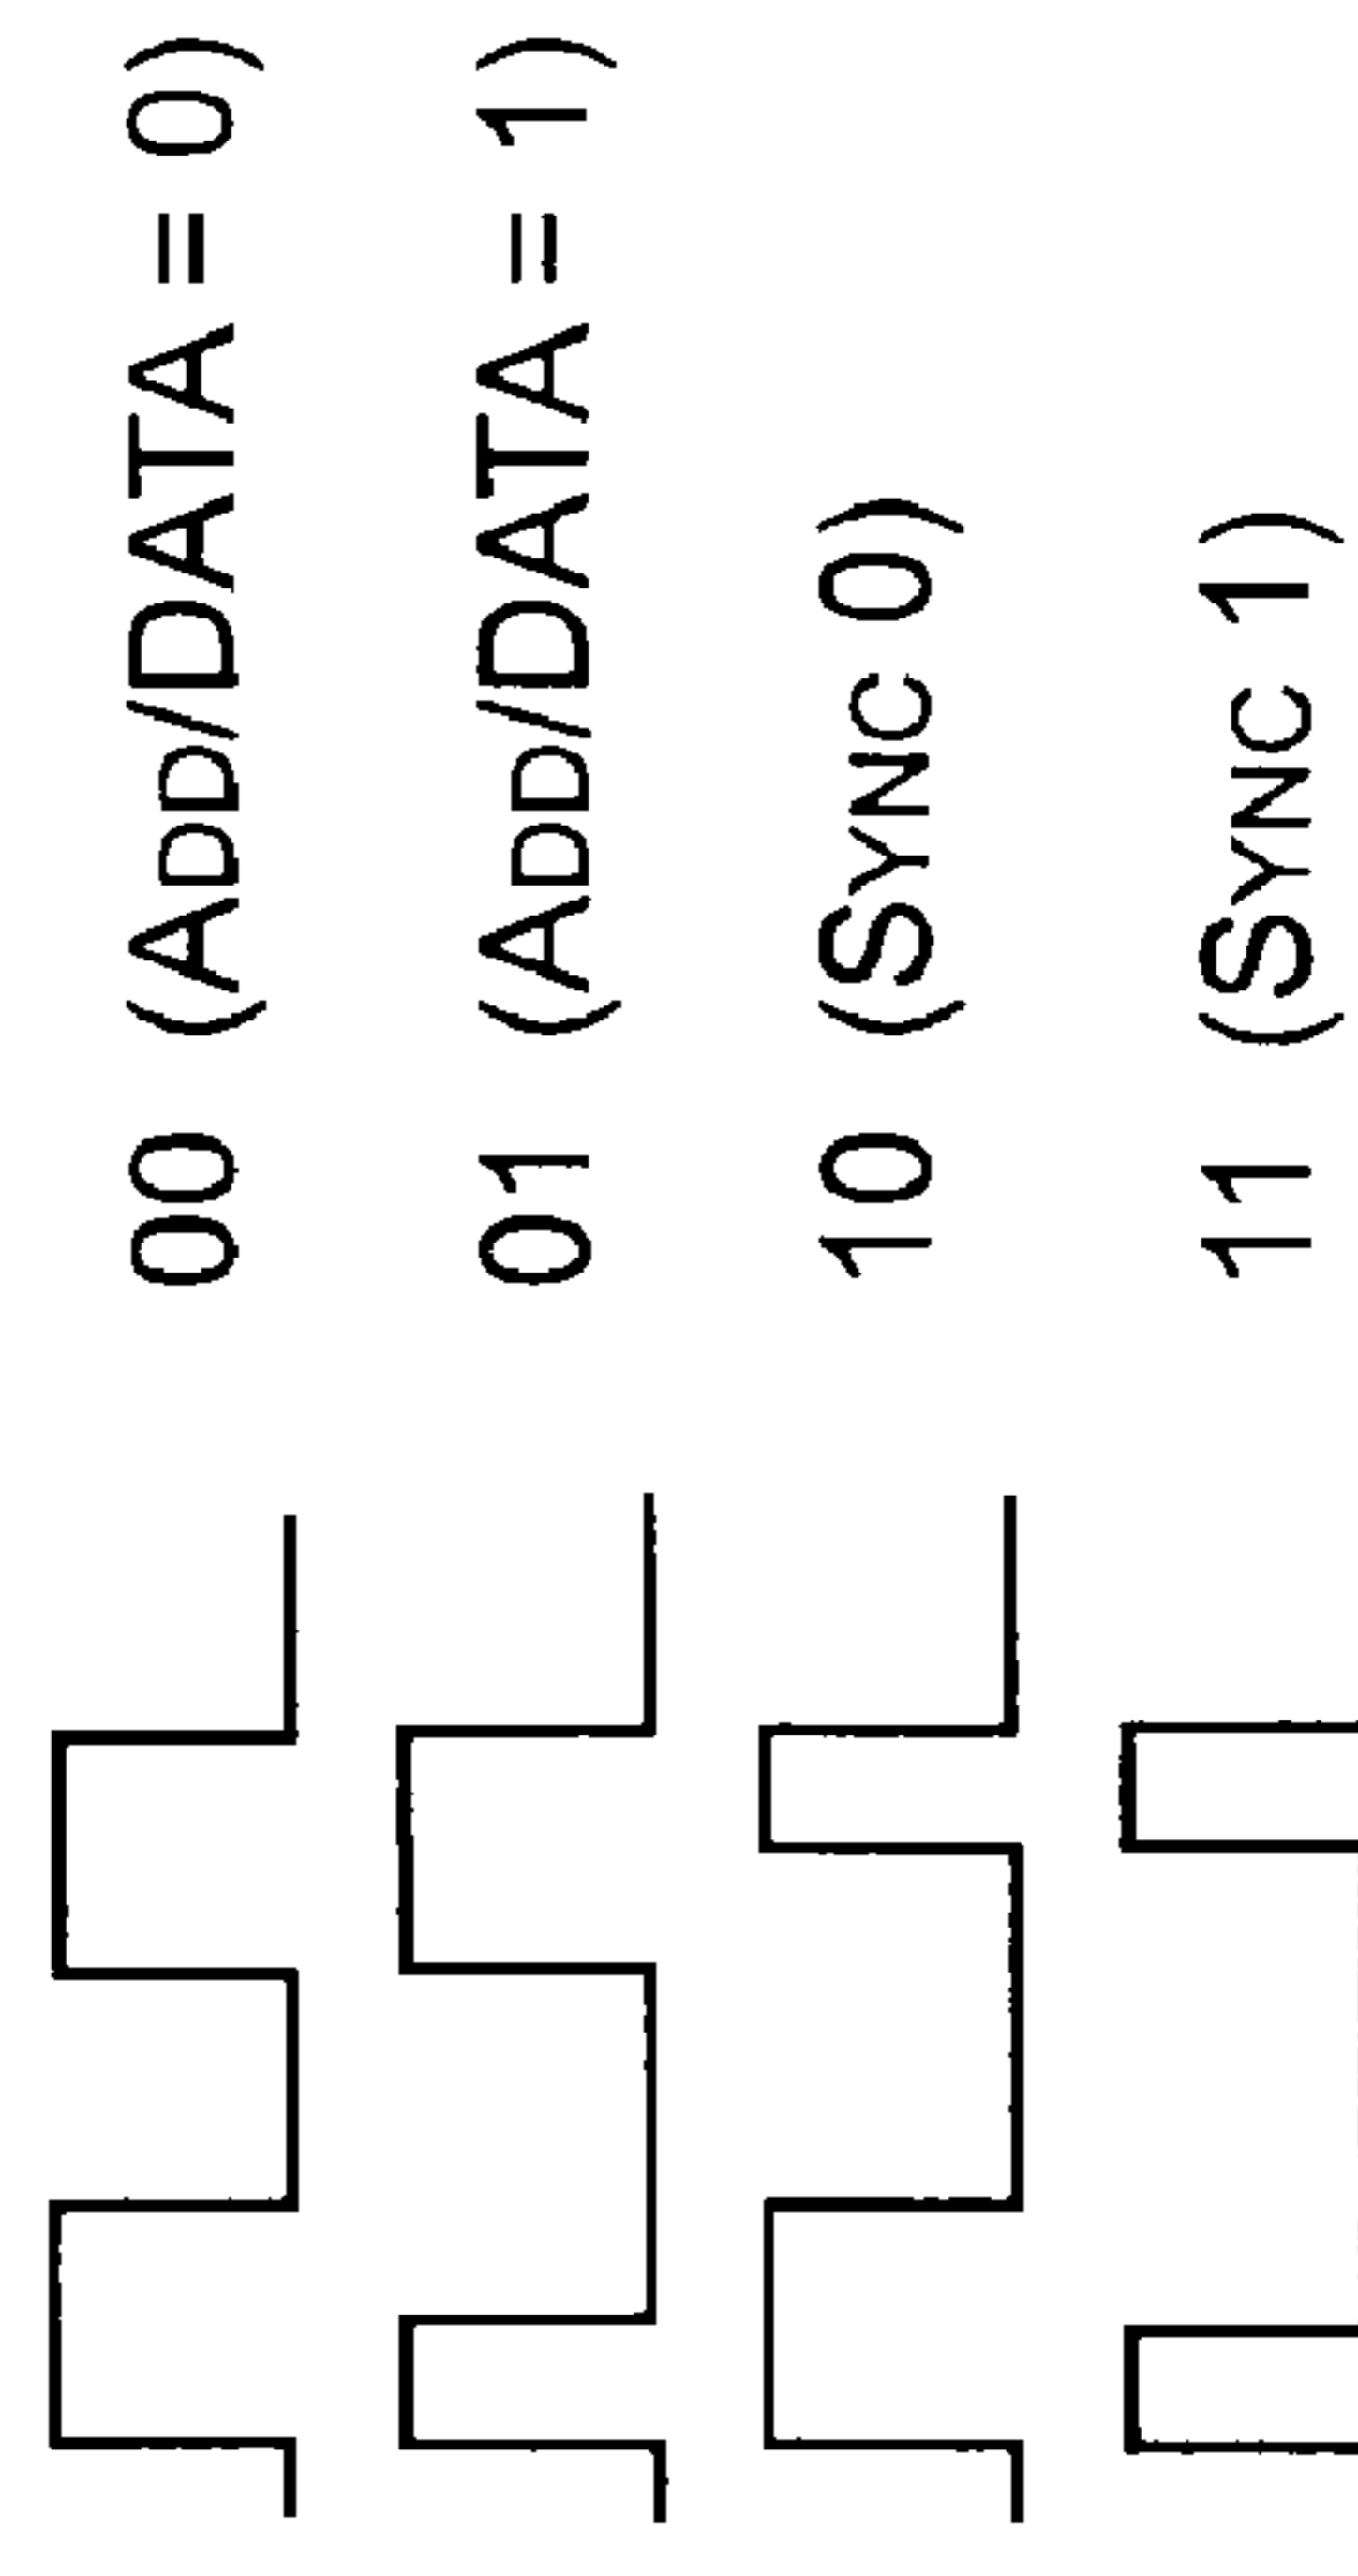 00 (ADD/DATA = 0)
01 (ADD/DATA = 1)
10 (SYNC 0)
11 (SYNC 1)